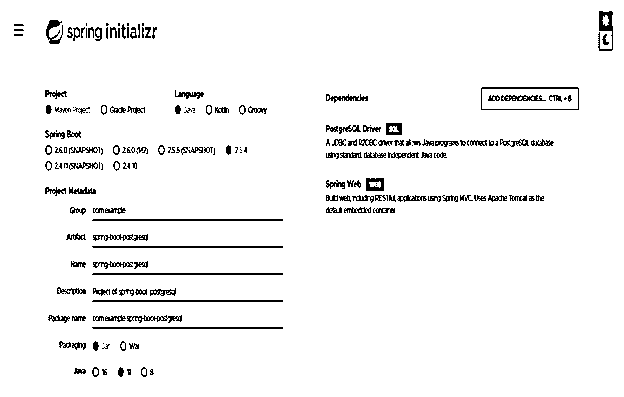 spring initializr
Project
Maven Project Gradle Project
Language
Java Kotlin Groovy
Spring Boot
2.6.0 (SNAPSHOT) 2.6.0 (M2) 2.5.5 (SNAPSHOT) 2.5.4
2.4.11 (SNAPSHOT) 2.4.10
Project Metadata
Group com.example
Artifact spring-boot-postgresql
Name spring-boot-postgresql
Description Project of spring-boot-postgresql
Package name com.example.spring-boot-postgresql
Packaging Jar War
Java 16 11 8
Dependencies
ADD DEPENDENCIES... CTRL + B
PostgreSQL Driver SQL
A JDBC and R2DBC driver that allows Java programs to connect to a PostgreSQL database
using standard, database independent Java code.
Spring Web WEB
Build web, including RESTful, applications using Spring MVC. Uses Apache Tomcat as the
default embedded container.